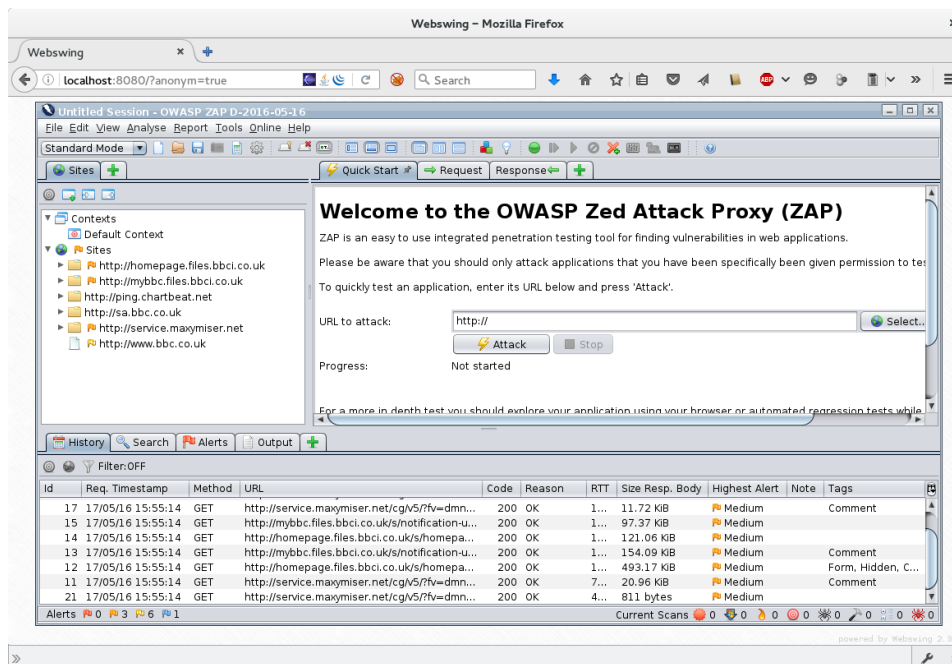 Webswing – Mozilla Firefox
Webswing
localhost:8080/?anonym=true
Search
ABP
Untitled Session - OWASP ZAP D-2016-05-16
File Edit View Analyse Report Tools Online Help
Standard Mode
Sites
Quick Start
Request
Response
Contexts
Default Context
Sites
http://homepage.files.bbci.co.uk
http://mybbc.files.bbci.co.uk
http://ping.chartbeat.net
http://sa.bbc.co.uk
http://service.maxymiser.net
http://www.bbc.co.uk
Welcome to the OWASP Zed Attack Proxy (ZAP)
ZAP is an easy to use integrated penetration testing tool for finding vulnerabilities in web applications.
Please be aware that you should only attack applications that you have been specifically been given permission to tes
To quickly test an application, enter its URL below and press 'Attack'.
URL to attack: http:// Select...
Attack Stop
Progress: Not started
For a more in depth test you should explore your application using your browser or automated regression tests while
History Search Alerts Output
Filter:OFF
Id Req. Timestamp Method URL Code Reason RTT Size Resp. Body Highest Alert Note Tags
17 17/05/16 15:55:14 GET http://service.maxymiser.net/cg/v5/?fv=dmn... 200 OK 1... 11.72 KiB Medium Comment
15 17/05/16 15:55:14 GET http://mybbc.files.bbci.co.uk/s/notification-u... 200 OK 1... 97.37 KiB Medium
14 17/05/16 15:55:14 GET http://homepage.files.bbci.co.uk/s/homepa... 200 OK 1... 121.06 KiB Medium
13 17/05/16 15:55:14 GET http://mybbc.files.bbci.co.uk/s/notification-u... 200 OK 1... 154.09 KiB Medium Comment
12 17/05/16 15:55:14 GET http://homepage.files.bbci.co.uk/s/homepa... 200 OK 1... 493.17 KiB Medium Form, Hidden, C...
11 17/05/16 15:55:14 GET http://service.maxymiser.net/cg/v5/?fv=dmn... 200 OK 7... 20.96 KiB Medium Comment
21 17/05/16 15:55:14 GET http://service.maxymiser.net/cg/v5/?fv=dmn... 200 OK 4... 811 bytes Medium
Alerts 0 3 6 1 Current Scans 0 0 0 0 0 0 0 0
powered by Webswing 2.3